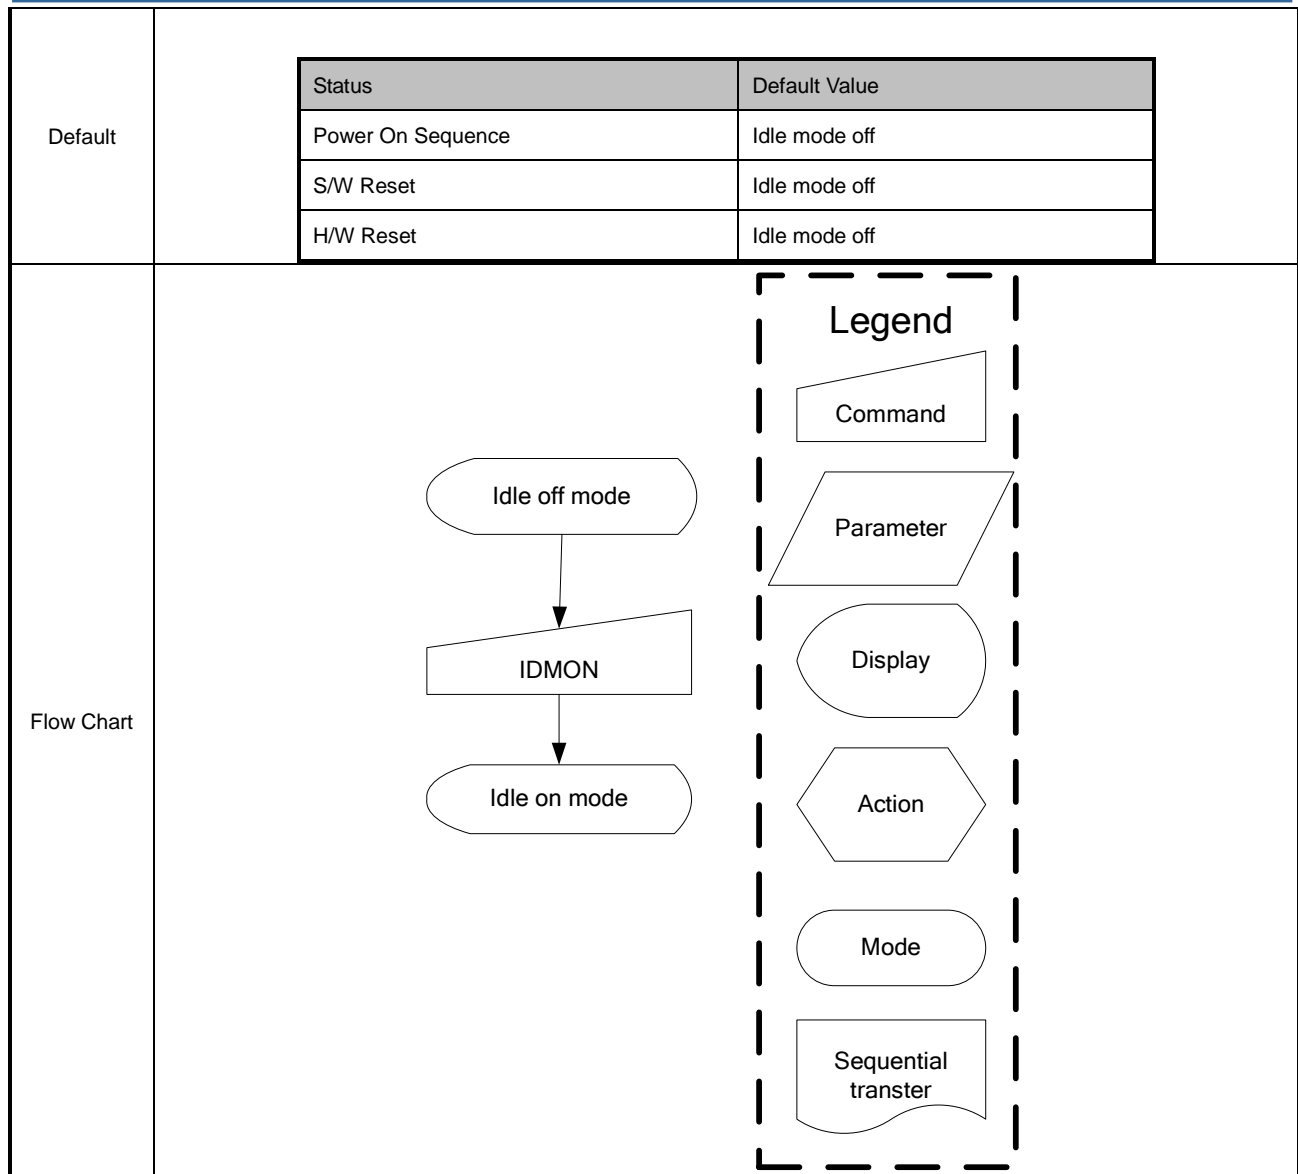 Default
Status Default Value
Power On Sequence Idle mode off
S/W Reset Idle mode off
H/W Reset Idle mode off
Flow Chart
Idle off mode
IDMON
Idle on mode
Legend
Command
Parameter
Display
Action
Mode
Sequential
transter